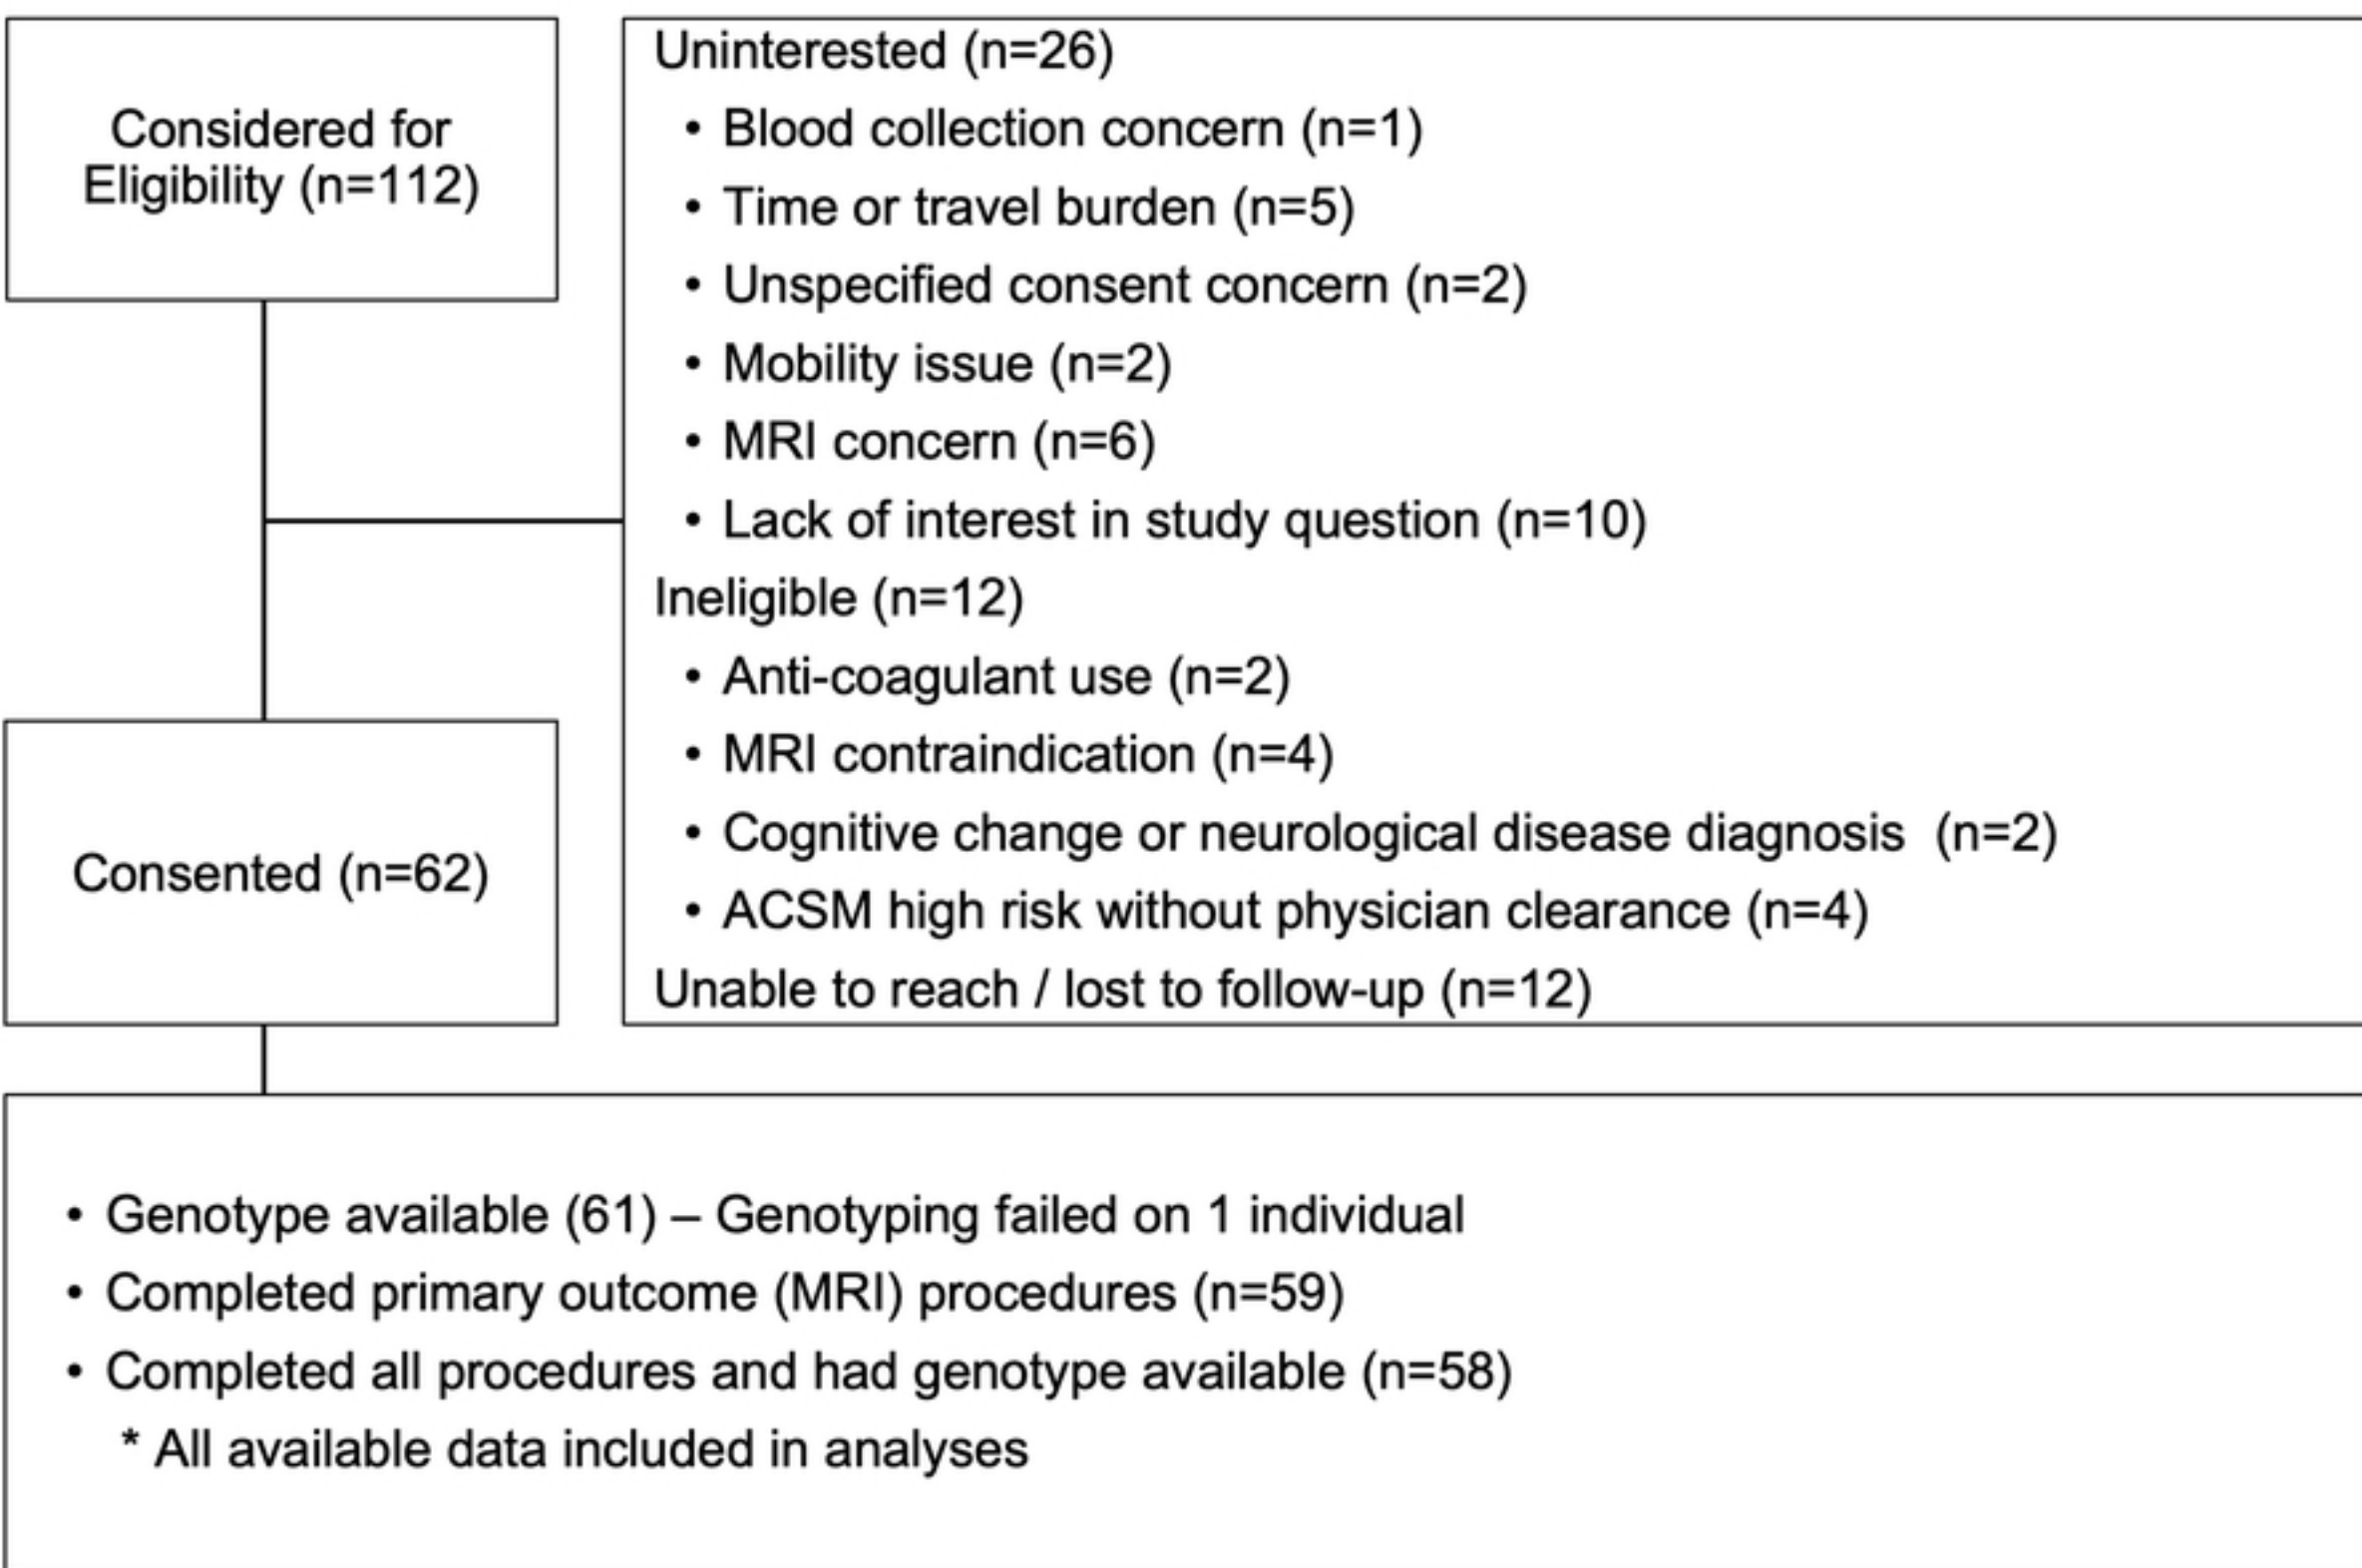 Considered for
Eligibility (n=112)
Uninterested (n=26)
• Blood collection concern (n=1)
• Time or travel burden (n=5)
• Unspecified consent concern (n=2)
• Mobility issue (n=2)
• MRI concern (n=6)
• Lack of interest in study question (n=10)
Ineligible (n=12)
• Anti-coagulant use (n=2)
• MRI contraindication (n=4)
• Cognitive change or neurological disease diagnosis (n=2)
• ACSM high risk without physician clearance (n=4)
Unable to reach / lost to follow-up (n=12)
Consented (n=62)
• Genotype available (61) – Genotyping failed on 1 individual
• Completed primary outcome (MRI) procedures (n=59)
• Completed all procedures and had genotype available (n=58)
* All available data included in analyses